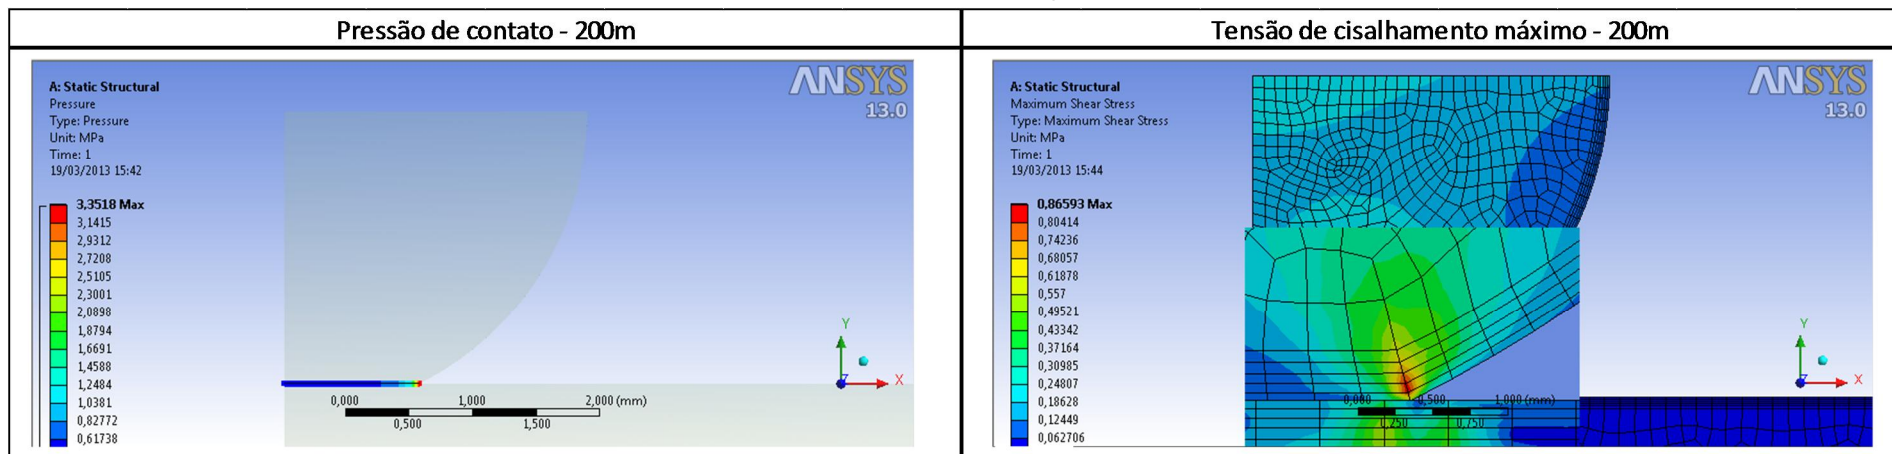 Pressão de contato - 200m
A: Static Structural
Pressure
Type: Pressure
Unit: MPa
Time: 1
19/03/2013 15:42
ANSYS
13.0
3,3518 Max
3,1415
2,9312
2,7208
2,5105
2,3001
2,0898
1,8794
1,6691
1,4588
1,2484
1,0381
0,82772
0,61738
Y
X
Z
0,000
1,000
2,000 (mm)
0,500
1,500
Tensão de cisalhamento máximo - 200m
A: Static Structural
Maximum Shear Stress
Type: Maximum Shear Stress
Unit: MPa
Time: 1
19/03/2013 15:44
ANSYS
13.0
0,86593 Max
0,80414
0,74236
0,68057
0,61878
0,557
0,49521
0,43342
0,37164
0,30985
0,24807
0,18628
0,12449
0,062706
Y
X
Z
0,000
0,500
1,000 (mm)
0,250
0,750